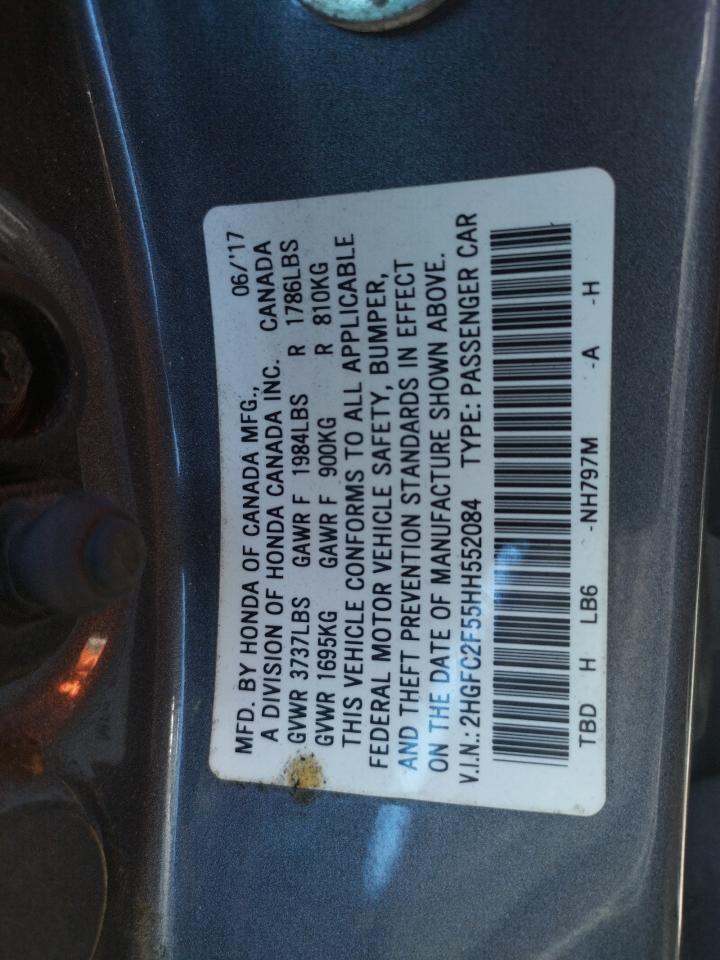 MFD. BY HONDA OF CANADA MFG., 06/'17
A DIVISION OF HONDA CANADA INC. CANADA
GVWR 3737LBS GAWR F 1984LBS R 1786LBS
GVWR 1695KG GAWR F 900KG R 810KG
THIS VEHICLE CONFORMS TO ALL APPLICABLE
FEDERAL MOTOR VEHICLE SAFETY, BUMPER,
AND THEFT PREVENTION STANDARDS IN EFFECT
ON THE DATE OF MANUFACTURE SHOWN ABOVE.
V.I.N.: 2HGFC2F55HH552084 TYPE: PASSENGER CAR
TBD H LB6 -NH797M -A -H